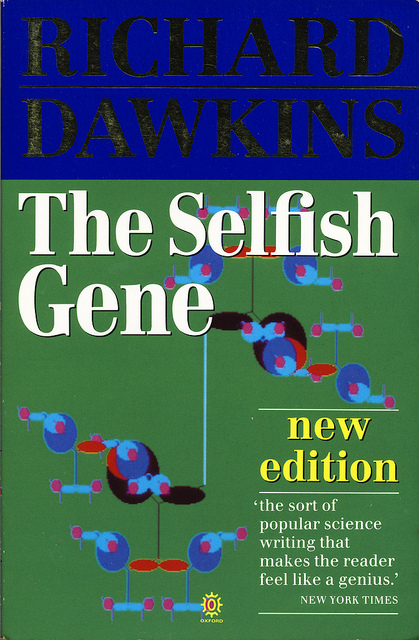 RICHARD
DAWKINS
The Selfish
Gene
new
edition
‘the sort of
popular science
writing that
makes the reader
feel like a genius.’
NEW YORK TIMES
OXFORD